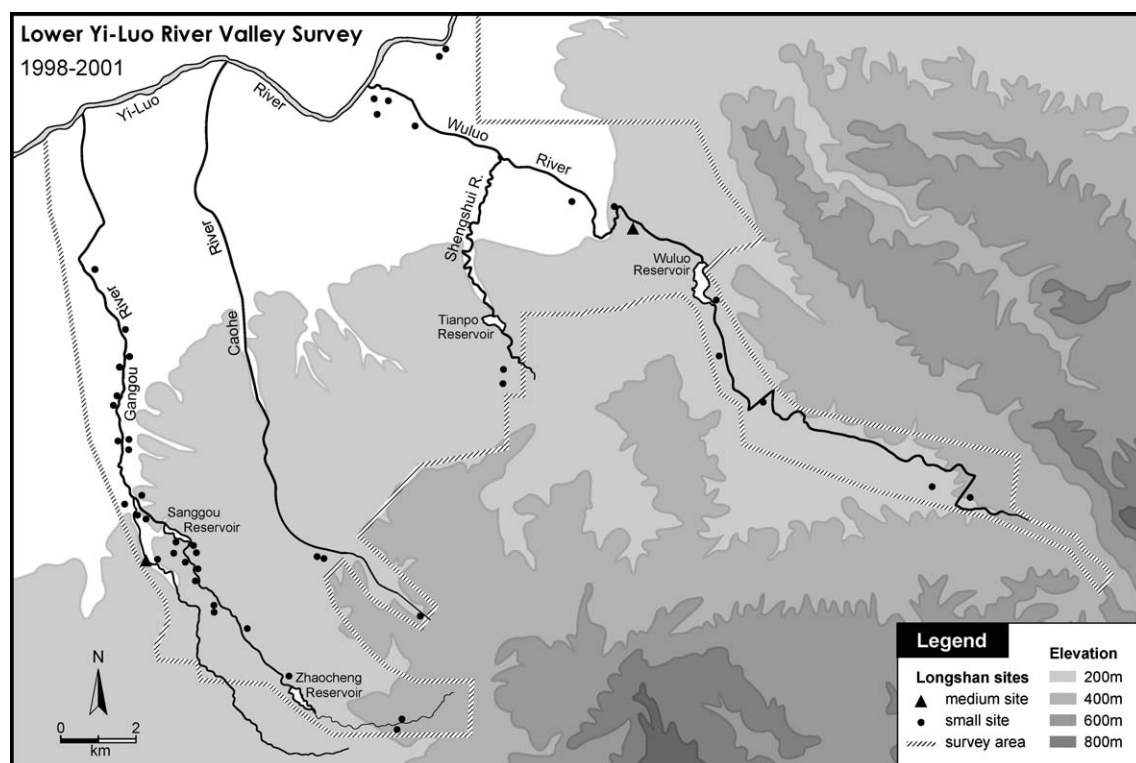 Lower Yi-Luo River Valley Survey
1998-2001
Yi-Luo
River
Wuluo
River
Shengshui R.
River
Caohe
River
Gangou
Wuluo
Reservoir
Tianpo
Reservoir
Sanggou
Reservoir
Zhaocheng
Reservoir
N
0 2
km
Legend
Longshan sites
medium site
small site
survey area
Elevation
200m
400m
600m
800m